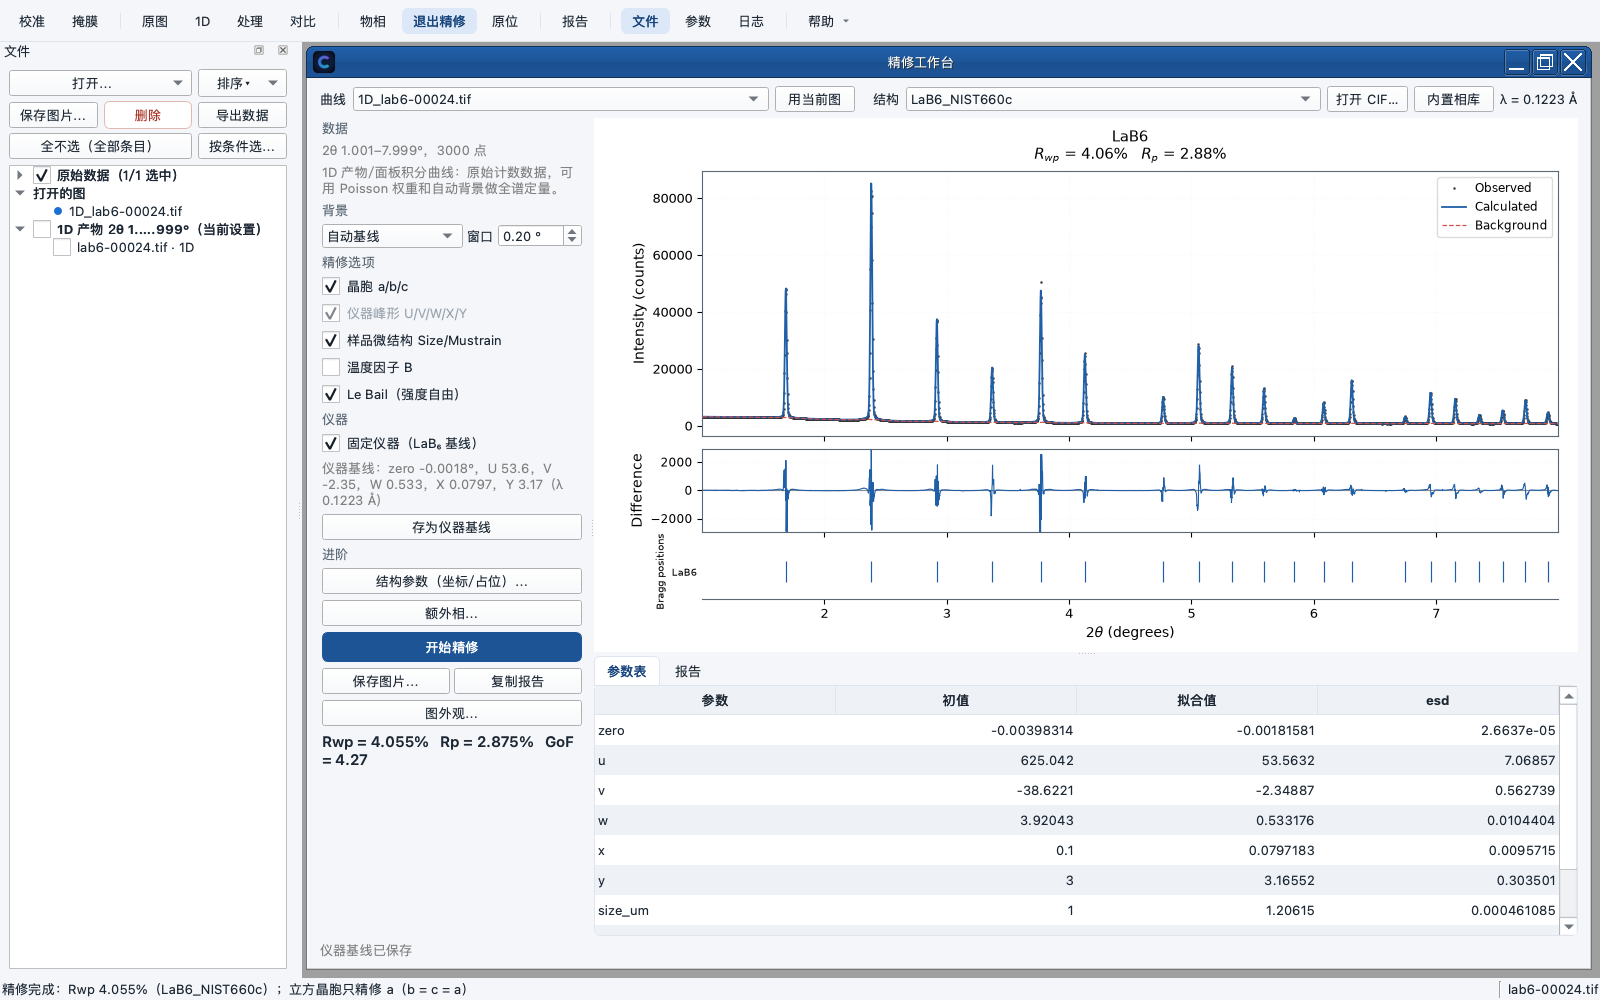 校准 掩膜 原图 1D 处理 对比 物相 退出精修 原位 报告 文件 参数 日志 帮助
文件
打开... 排序
保存图片... 删除 导出数据
全不选（全部条目） 按条件选...
原始数据（1/1 选中）
打开的图
1D_lab6-00024.tif
1D 产物 2θ 1.....999°（当前设置）
lab6-00024.tif · 1D
精修工作台
曲线 1D_lab6-00024.tif 用当前图 结构 LaB6_NIST660c 打开 CIF... 内置相库 λ = 0.1223 Å
数据
2θ 1.001–7.999°，3000 点
1D 产物/面板积分曲线：原始计数数据，可
用 Poisson 权重和自动背景做全谱定量。
背景
自动基线 窗口 0.20 °
精修选项
晶胞 a/b/c
仪器峰形 U/V/W/X/Y
样品微结构 Size/Mustrain
温度因子 B
Le Bail（强度自由）
仪器
固定仪器（LaB₆ 基线）
仪器基线：zero -0.0018°，U 53.6，V
-2.35，W 0.533，X 0.0797，Y 3.17（λ
0.1223 Å）
存为仪器基线
进阶
结构参数（坐标/占位）...
额外相...
开始精修
保存图片... 复制报告
图外观...
Rwp = 4.055% Rp = 2.875% GoF
= 4.27
仪器基线已保存
LaB6
Rwp = 4.06% Rp = 2.88%
Observed
Calculated
Background
Intensity (counts)
80000
60000
40000
20000
0
Difference
2000
0
−2000
Bragg positions
LaB6
2 3 4 5 6 7
2θ (degrees)
参数表 报告
参数 初值 拟合值 esd
zero -0.00398314 -0.00181581 2.6637e-05
u 625.042 53.5632 7.06857
v -38.6221 -2.34887 0.562739
w 3.92043 0.533176 0.0104404
x 0.1 0.0797183 0.0095715
y 3 3.16552 0.303501
size_um 1 1.20615 0.000461085
精修完成：Rwp 4.055%（LaB6_NIST660c）；立方晶胞只精修 a（b = c = a） lab6-00024.tif